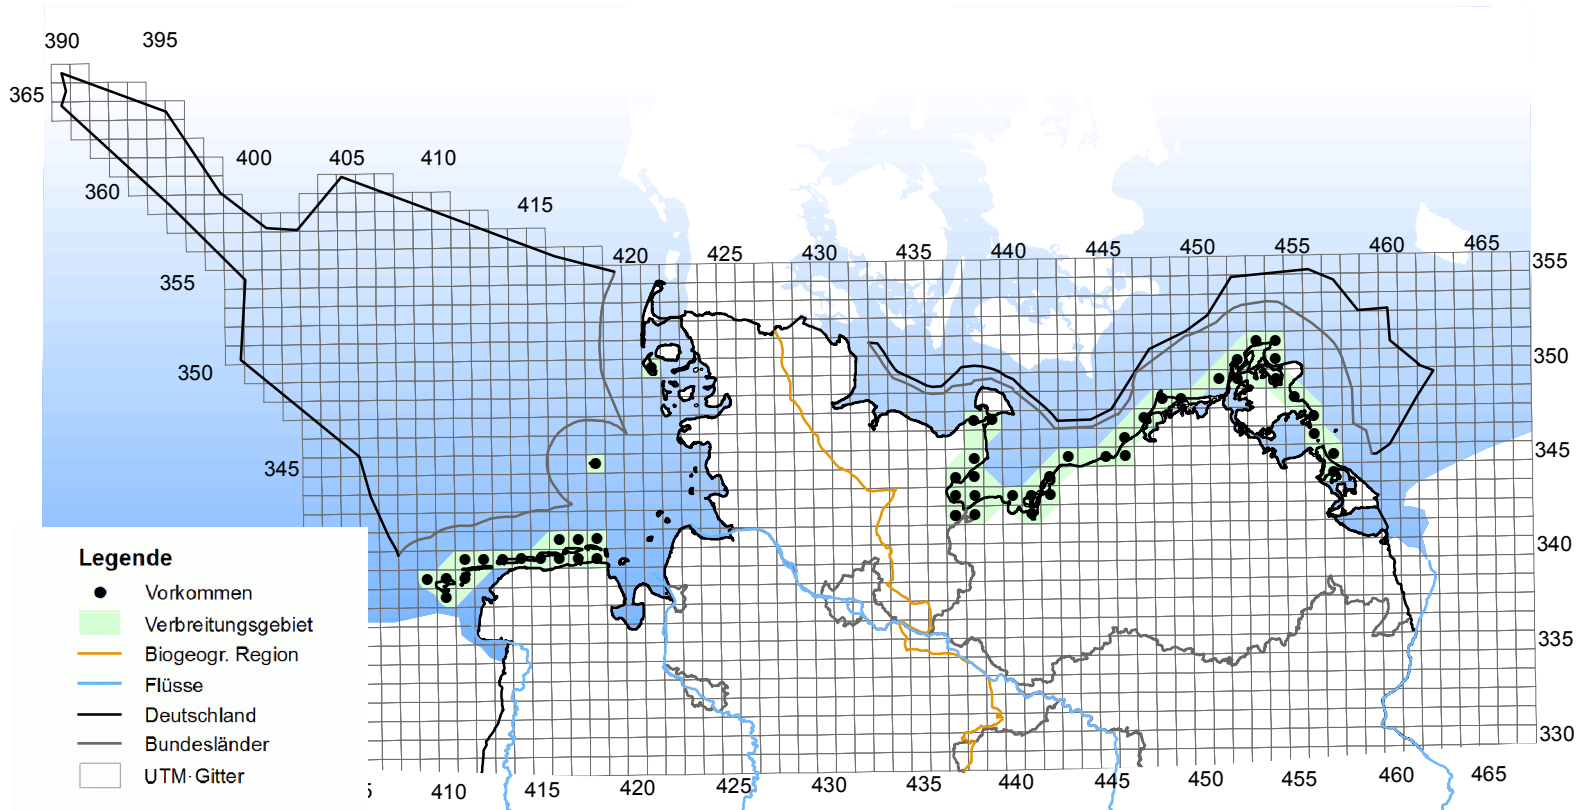 390 395
365
400 405 410
360
415
420 425 430 435 440 445 450 455 460 465
355 355
350 350
345 345
340
335
330
Legende
Vorkommen
Verbreitungsgebiet
Biogeogr. Region
Flüsse
Deutschland
Bundesländer
UTM-Gitter
5 410 415 420 425 430 435 440 445 450 455 460 465